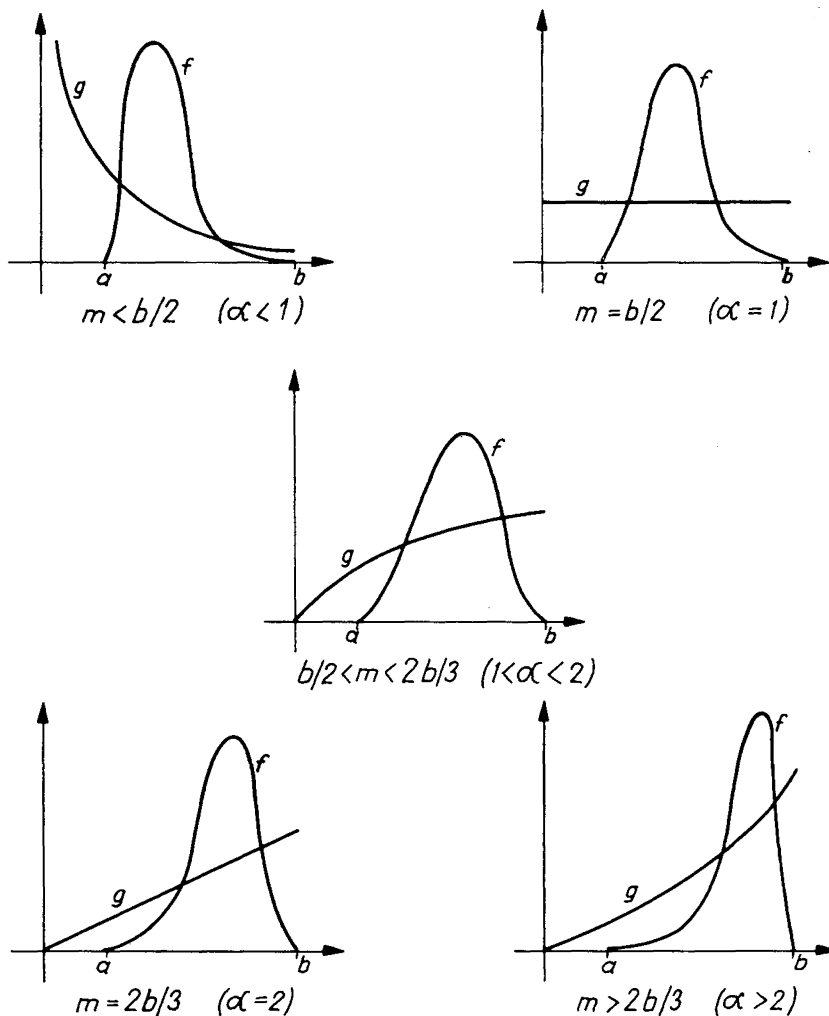 g f
a b
m < b/2 (α < 1)
g f
a b
m = b/2 (α = 1)
g f
a b
b/2 < m < 2b/3 (1 < α < 2)
g f
a b
m = 2b/3 (α = 2)
g f
a b
m > 2b/3 (α > 2)